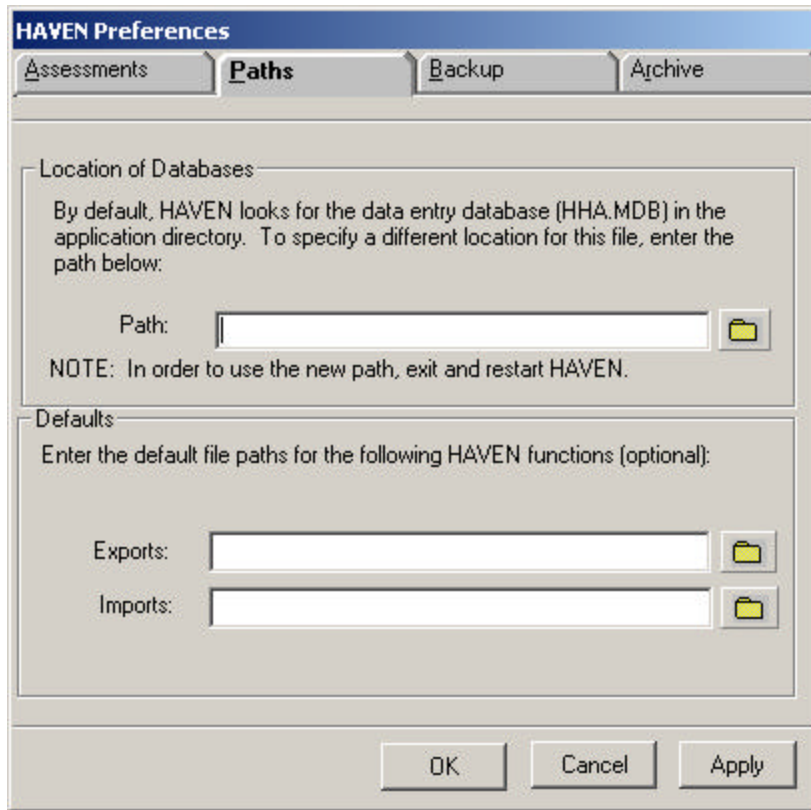 HAVEN Preferences
Assessments Paths Backup Archive
Location of Databases
By default, HAVEN looks for the data entry database (HHA.MDB) in the
application directory. To specify a different location for this file, enter the
path below:
Path:
NOTE: In order to use the new path, exit and restart HAVEN.
Defaults
Enter the default file paths for the following HAVEN functions (optional):
Exports:
Imports:
OK Cancel Apply